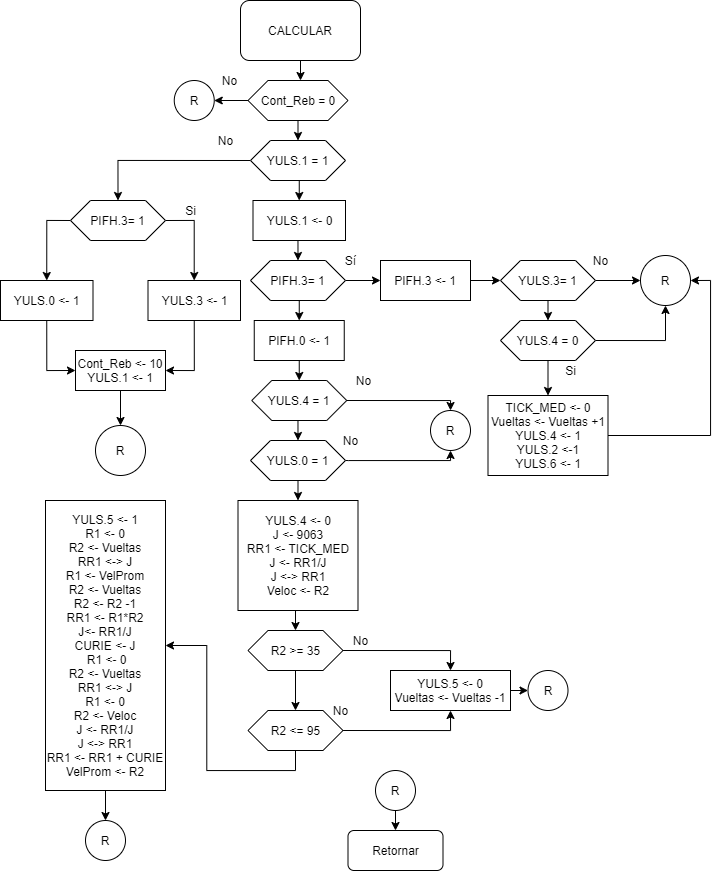 CALCULAR
No
R
Cont_Reb = 0
No
YULS.1 = 1
PIFH.3= 1
Si
YULS.1 <- 0
YULS.0 <- 1
YULS.3 <- 1
PIFH.3= 1
Sí
PIFH.3 <- 1
YULS.3= 1
No
R
PIFH.0 <- 1
YULS.4 = 0
Si
Cont_Reb <- 10
YULS.1 <- 1
R
YULS.4 = 1
No
R
YULS.0 = 1
No
TICK_MED <- 0
Vueltas <- Vueltas +1
YULS.4 <- 1
YULS.2 <-1
YULS.6 <- 1
YULS.4 <- 0
J <- 9063
RR1 <- TICK_MED
J <- RR1/J
J <-> RR1
Veloc <- R2
YULS.5 <- 1
R1 <- 0
R2 <- Vueltas
RR1 <-> J
R1 <- VelProm
R2 <- Vueltas
R2 <- R2 -1
RR1 <- R1*R2
J<- RR1/J
CURIE <- J
R1 <- 0
R2 <- Vueltas
RR1 <-> J
R1 <- 0
R2 <- Veloc
J <- RR1/J
J <-> RR1
RR1 <- RR1 + CURIE
VelProm <- R2
R
R2 >= 35
No
YULS.5 <- 0
Vueltas <- Vueltas -1
R
R2 <= 95
No
R
Retornar